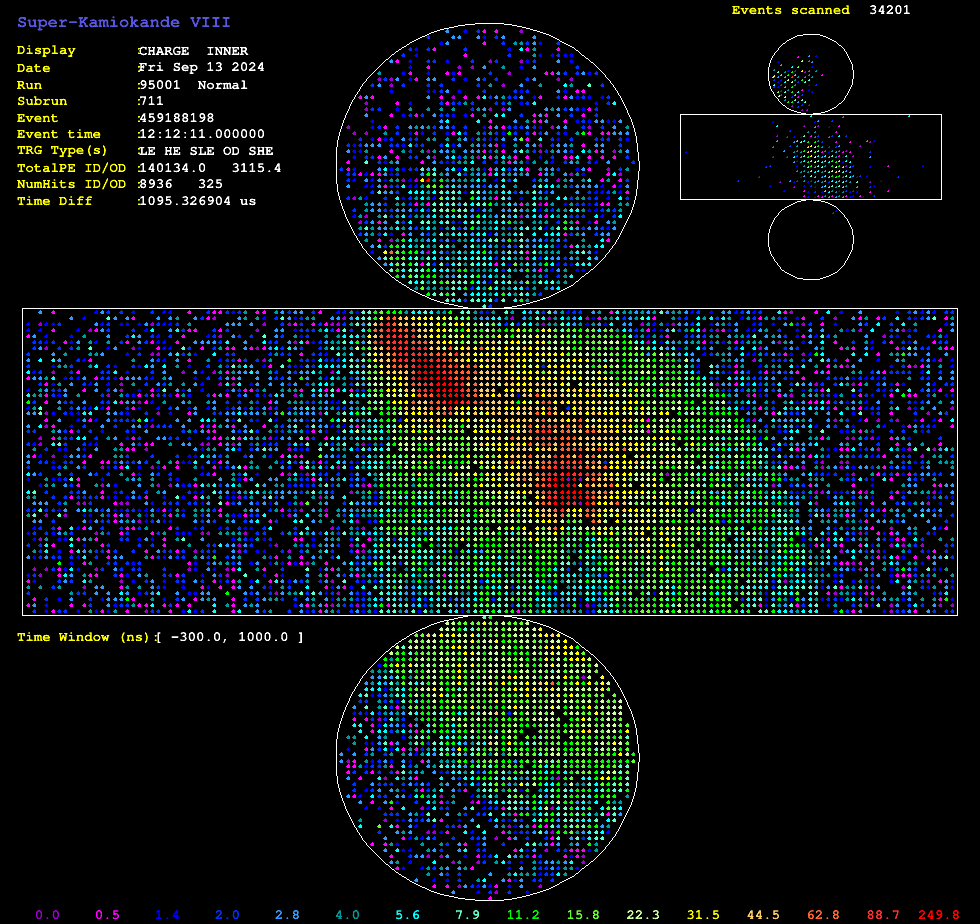 Super-Kamiokande VIII
Display :CHARGE INNER
Date :Fri Sep 13 2024
Run :95001 Normal
Subrun :711
Event :459188198
Event time :12:12:11.000000
TRG Type(s) :LE HE SLE OD SHE
TotalPE ID/OD :140134.0 3115.4
NumHits ID/OD :8936 325
Time Diff :1095.326904 us
Events scanned 34201
Time Window (ns):[ -300.0, 1000.0 ]
0.0 0.5 1.4 2.0 2.8 4.0 5.6 7.9 11.2 15.8 22.3 31.5 44.5 62.8 88.7 249.8